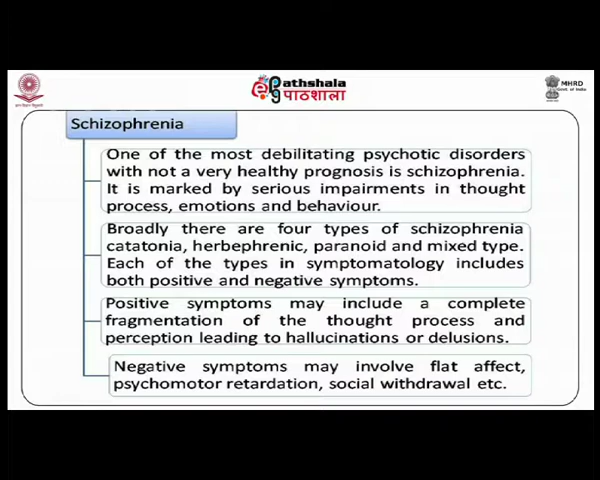 ePathshala
पाठशाला
MHRD
Govt. of India
Schizophrenia
One of the most debilitating psychotic disorders
with not a very healthy prognosis is schizophrenia.
It is marked by serious impairments in thought
process, emotions and behaviour.
Broadly there are four types of schizophrenia
catatonia, herbephrenic, paranoid and mixed type.
Each of the types in symptomatology includes
both positive and negative symptoms.
Positive symptoms may include a complete
fragmentation of the thought process and
perception leading to hallucinations or delusions.
Negative symptoms may involve flat affect,
psychomotor retardation, social withdrawal etc.